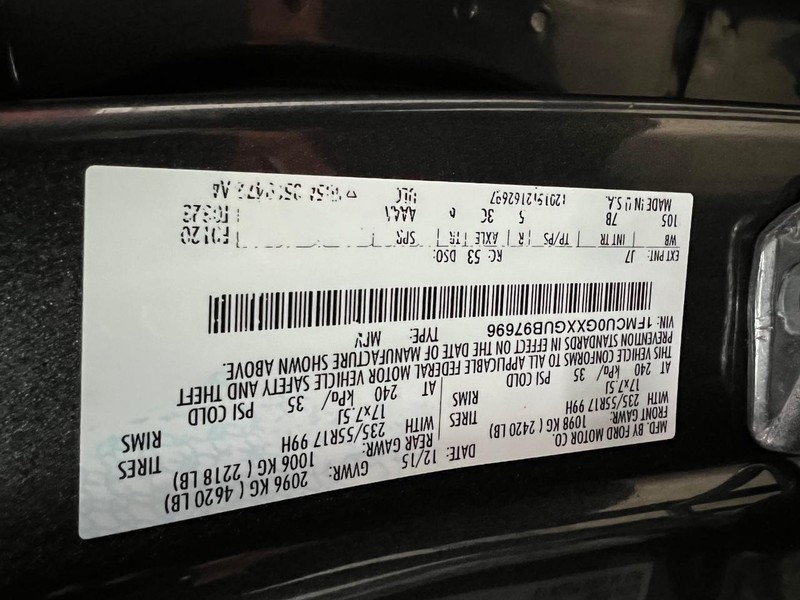 MFD. BY FORD MOTOR CO.
DATE: 12/15 GVWR: 2096 KG ( 4620 LB)
FRONT GAWR: 1098 KG ( 2420 LB) REAR GAWR: 1006 KG ( 2218 LB)
WITH 235/55R17 99H TIRES WITH 235/55R17 99H TIRES
17x7.5J RIMS 17x7.5J RIMS
AT 240 kPa/ 35 PSI COLD AT 240 kPa/ 35 PSI COLD
THIS VEHICLE CONFORMS TO ALL APPLICABLE FEDERAL MOTOR VEHICLE SAFETY AND THEFT
PREVENTION STANDARDS IN EFFECT ON THE DATE OF MANUFACTURE SHOWN ABOVE.
VIN: 1FMCU0GXXGUB97696 TYPE: MPV
EXT PNT: J7 RC: 53 DSO:
WB INT TR TP/PS R AXLE TR SPR
105 7B 5 3C 6
MADE IN U.S.A. ULC